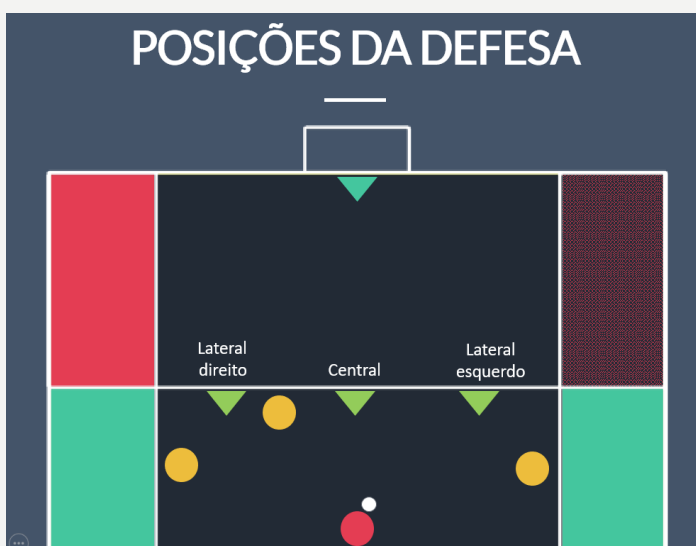 POSIÇÕES DA DEFESA
Lateral
direito
Central
Lateral
esquerdo